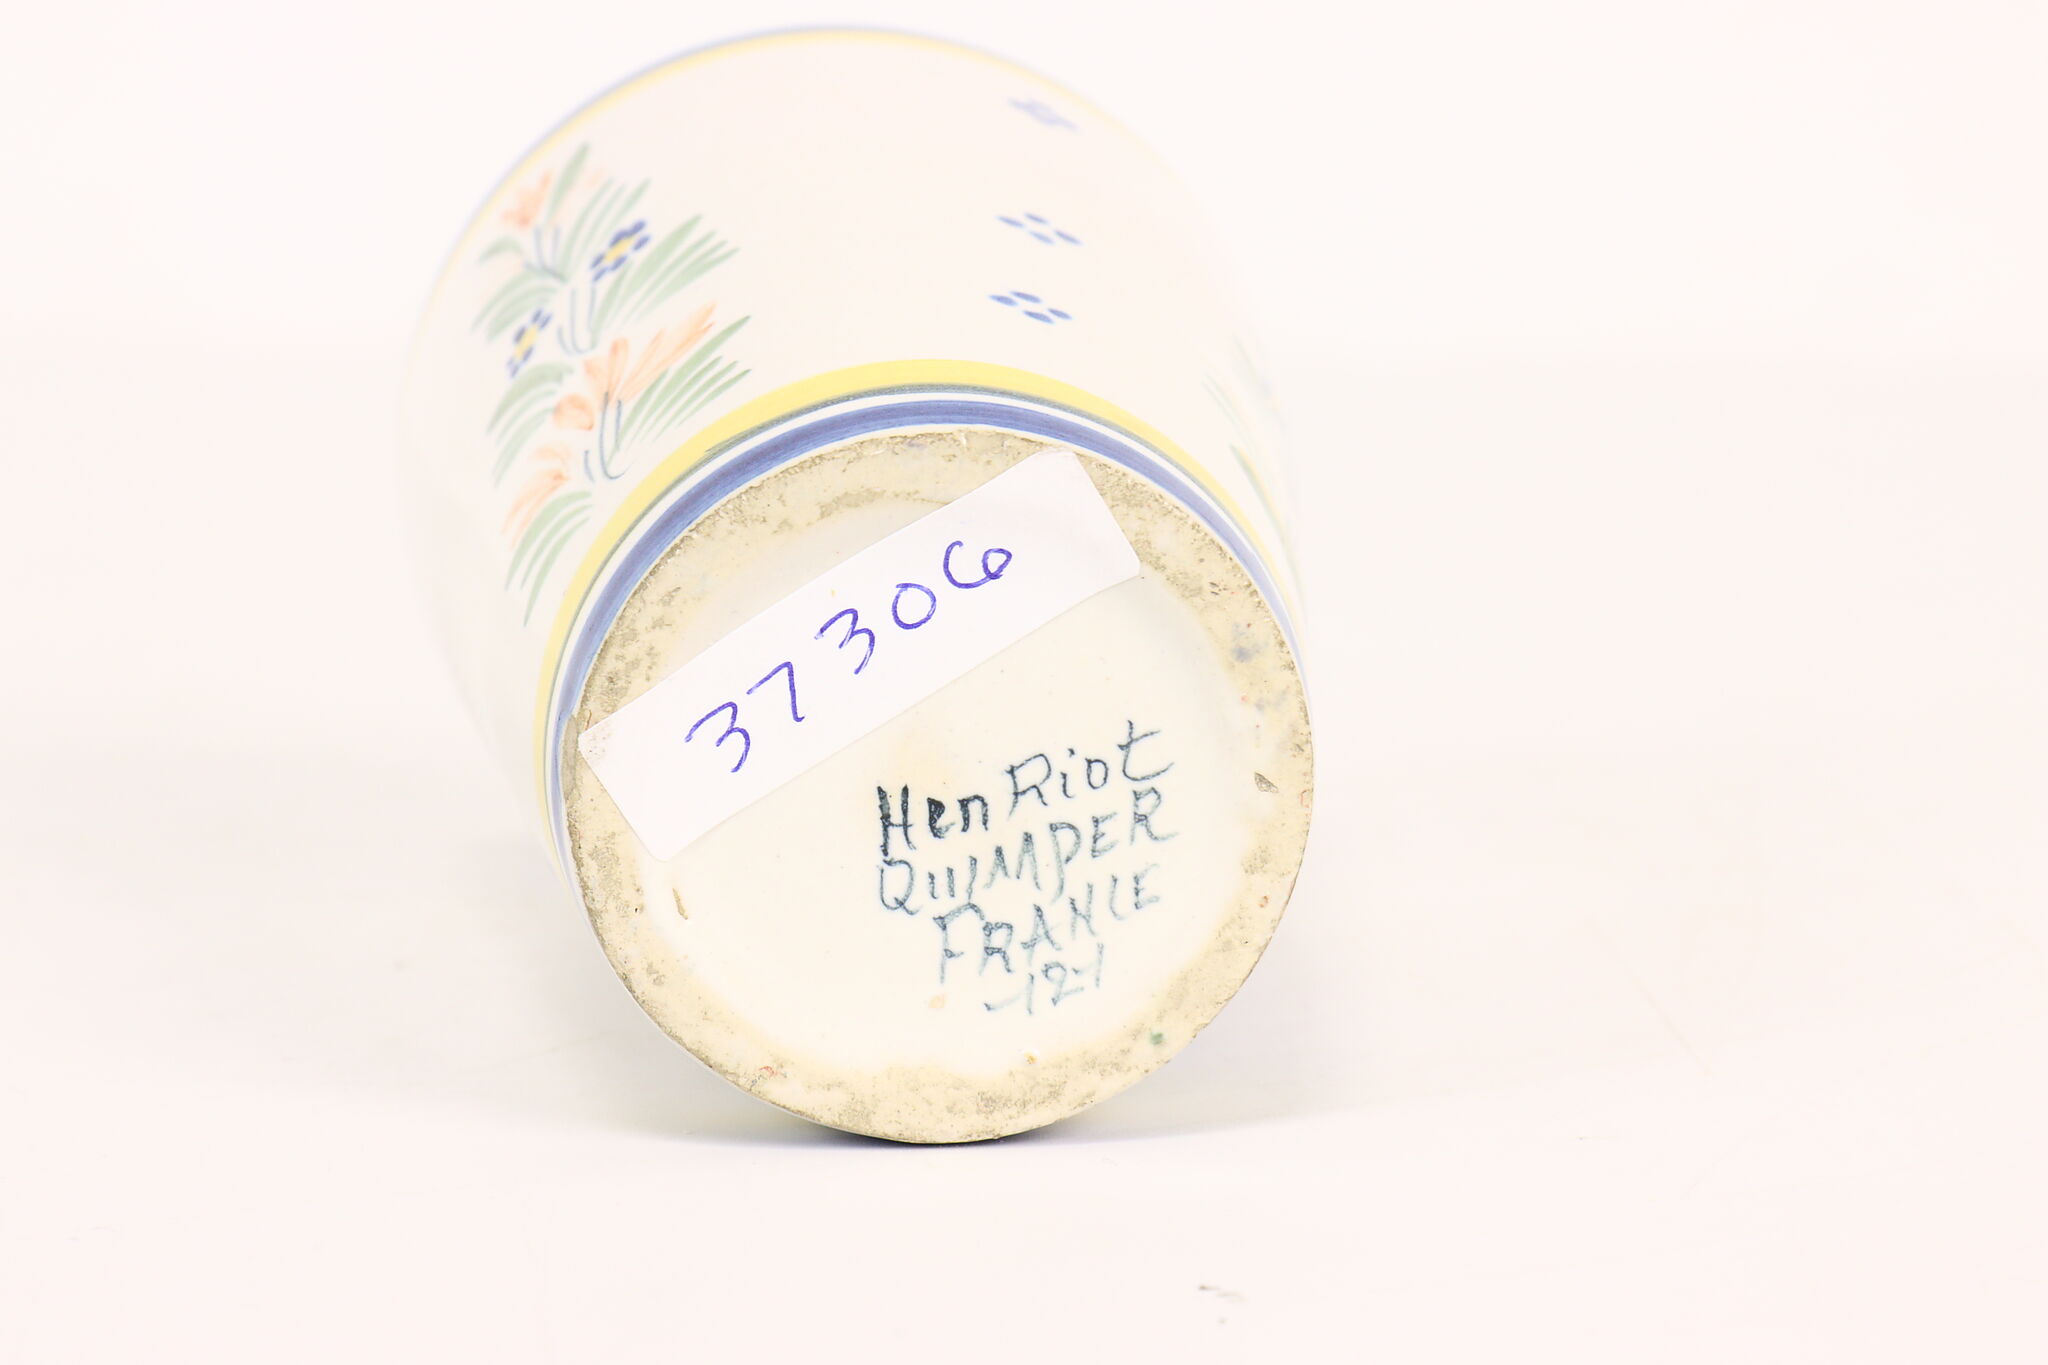 37306
HenRiot
QUIMPER
FRANCE
-121